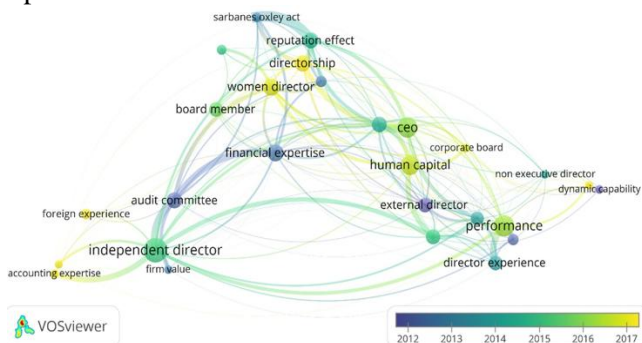 sarbanes oxley act
reputation effect
directorship
women director
board member
ceo
corporate board
financial expertise
human capital
non executive director
dynamic capability
audit committee
external director
foreign experience
performance
independent director
director experience
accounting expertise
firm value
VOSviewer
2012 2013 2014 2015 2016 2017